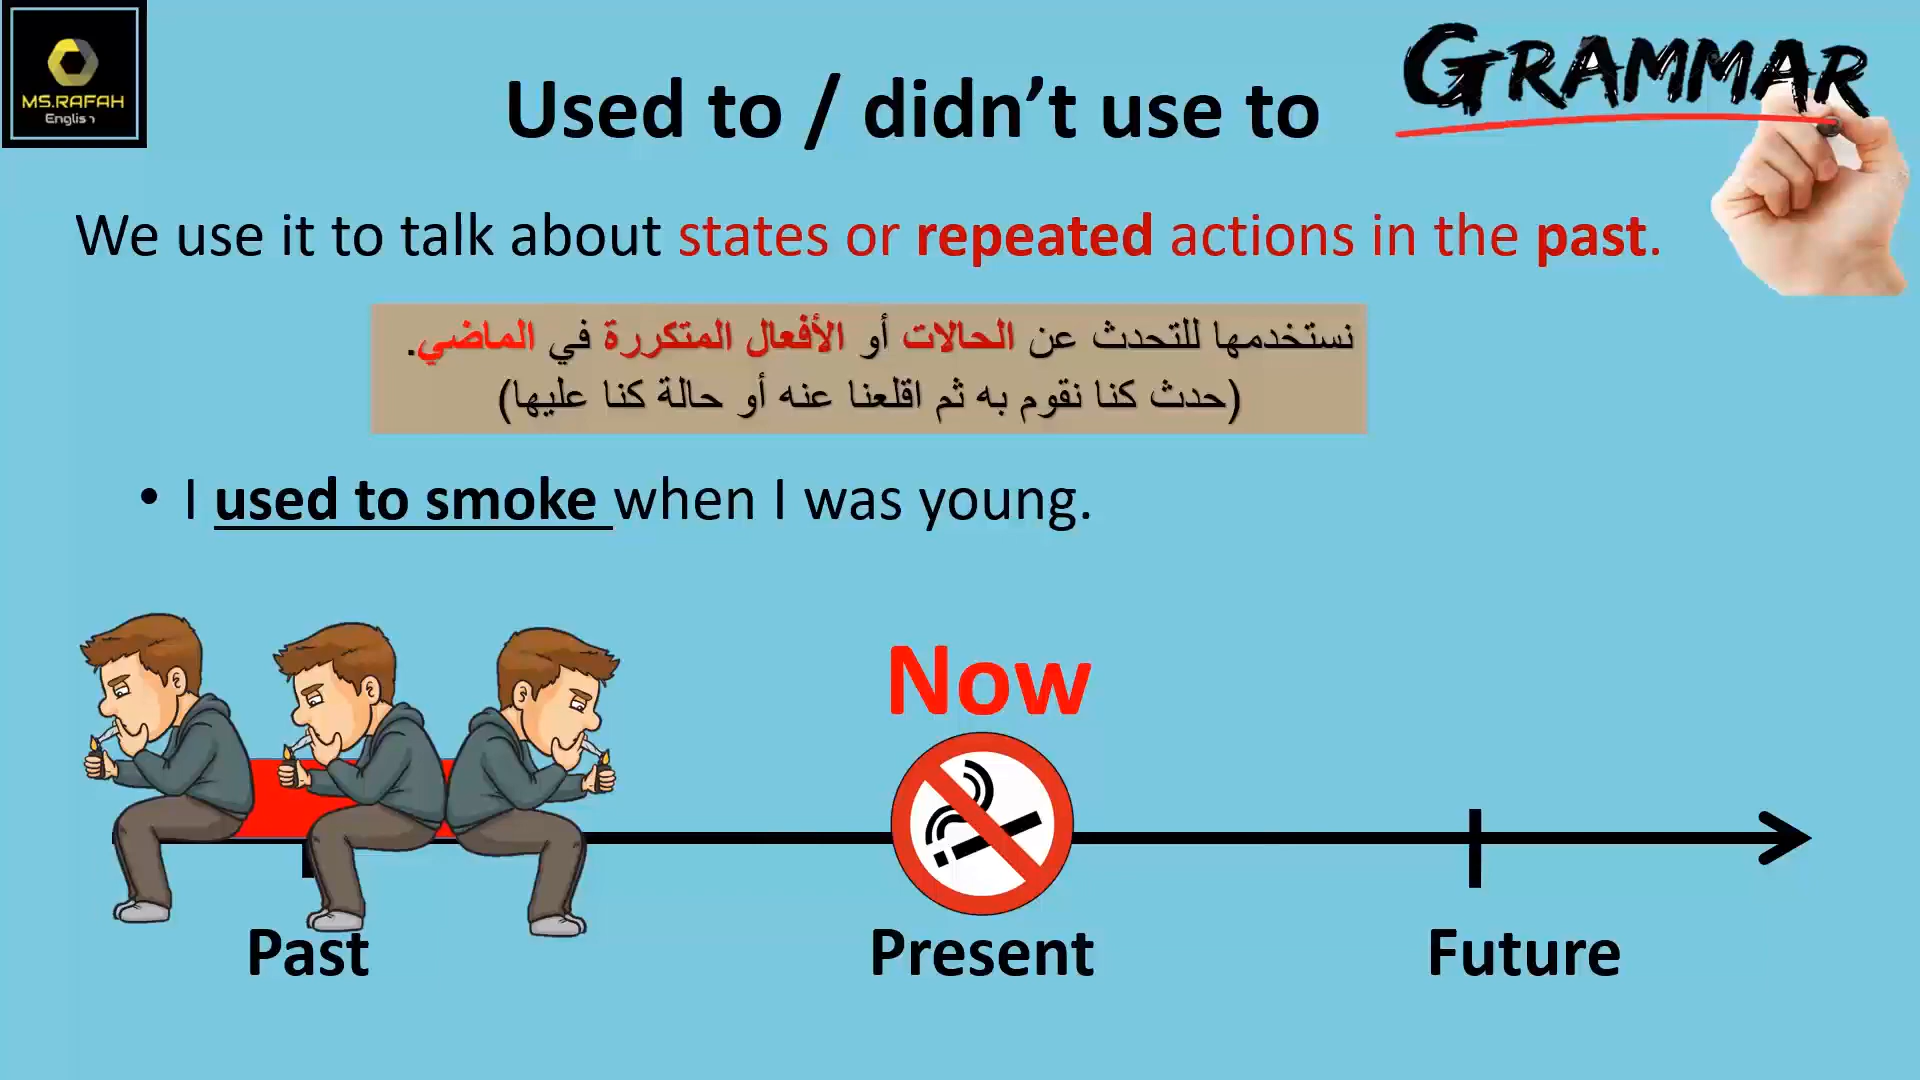 MS.RAFAH
English
GRAMMAR
Used to / didn’t use to
We use it to talk about states or repeated actions in the past.
نستخدمها للتحدث عن الحالات أو الأفعال المتكررة في الماضي.
(حدث كنا نقوم به ثم اقلعنا عنه أو حالة كنا عليها)
• I used to smoke when I was young.
Now
Past
Present
Future